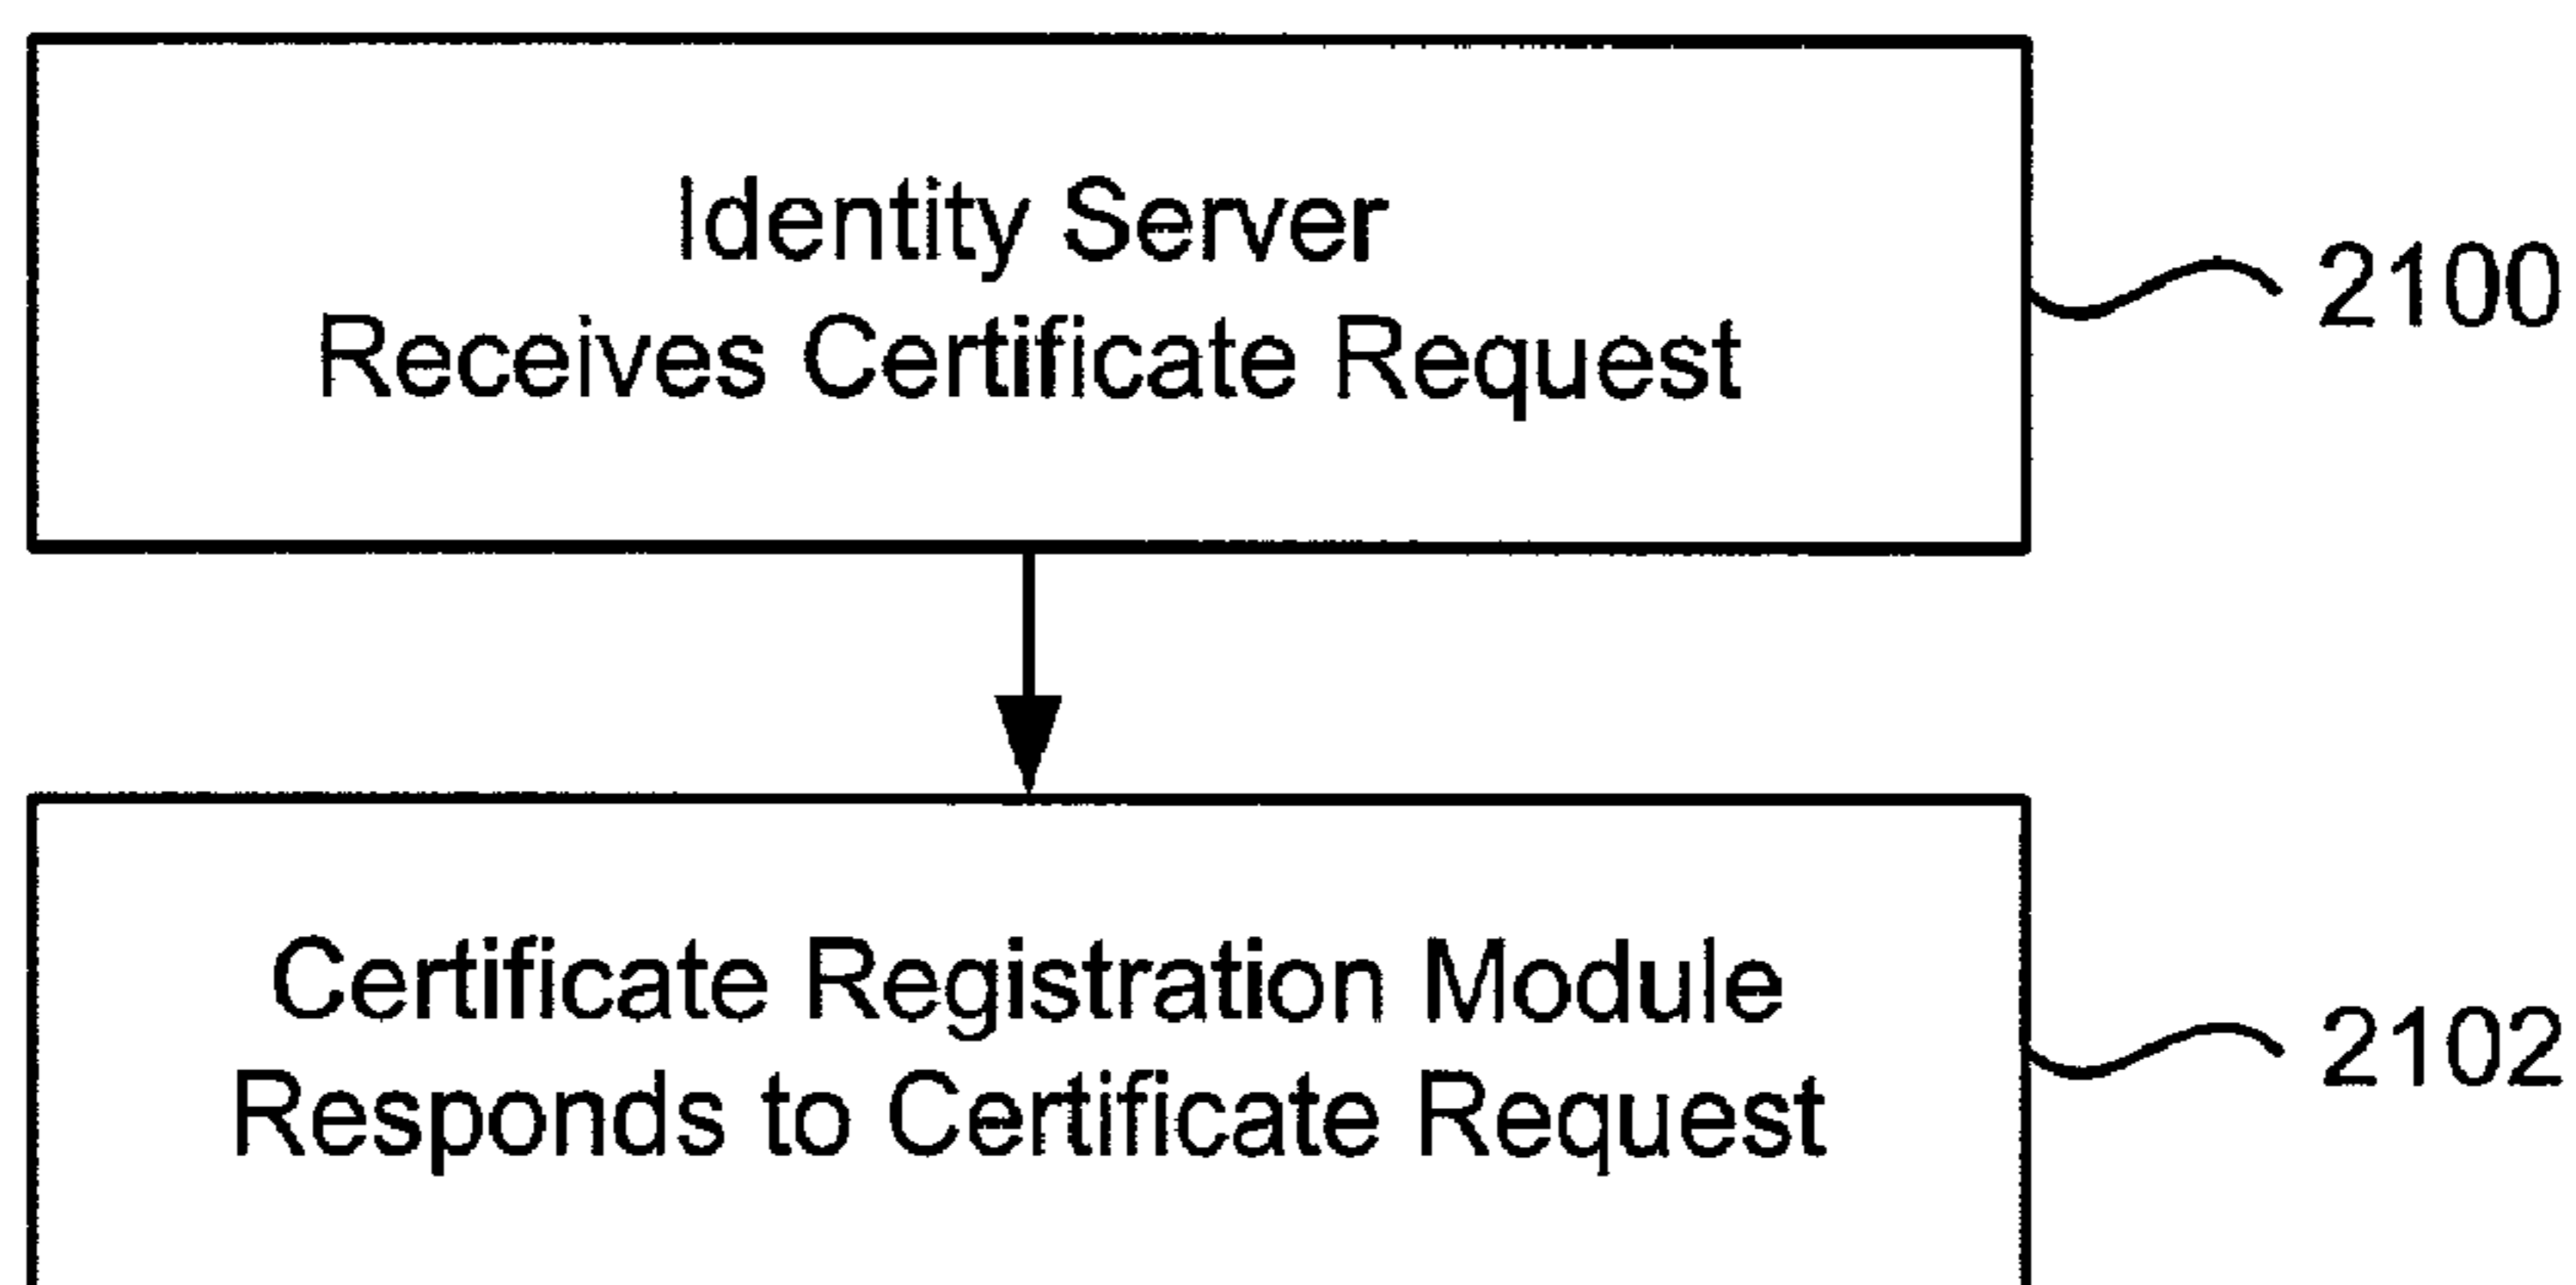 Identity Server
Receives Certificate Request
2100
Certificate Registration Module
Responds to Certificate Request
2102